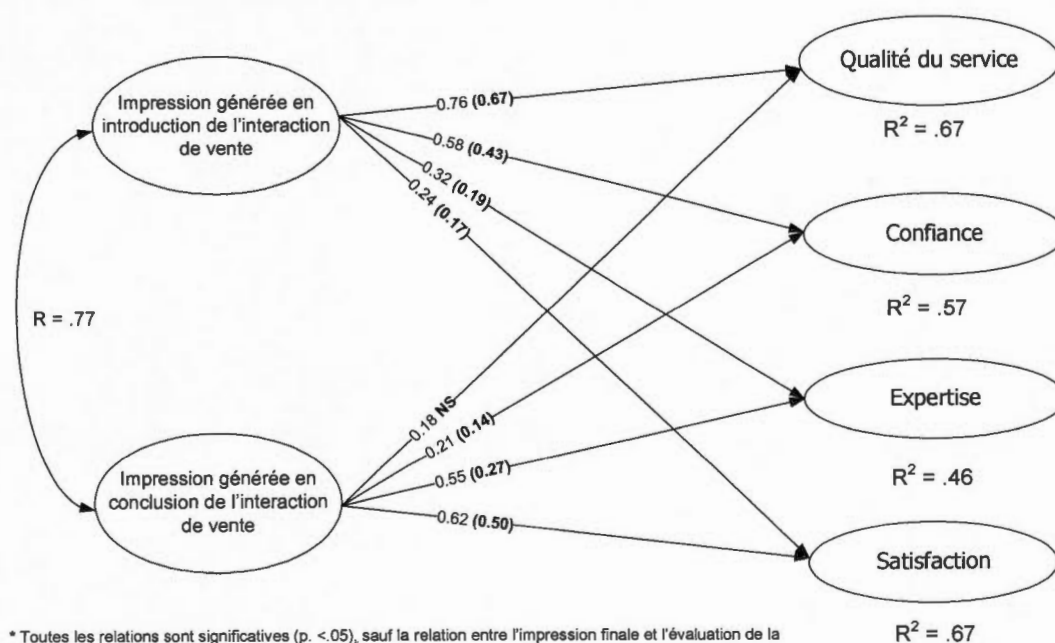 Impression générée en
introduction de l'interaction
de vente
Qualité du service
R² = .67
0.76 (0.67)
0.58 (0.43)
0.32 (0.19)
0.24 (0.17)
Confiance
R² = .57
R = .77
Expertise
R² = .46
0.18 NS
0.21 (0.14)
0.55 (0.27)
0.62 (0.50)
Impression générée en
conclusion de l'interaction
de vente
Satisfaction
R² = .67
* Toutes les relations sont significatives (p. <.05), sauf la relation entre l'impression finale et l'évaluation de la